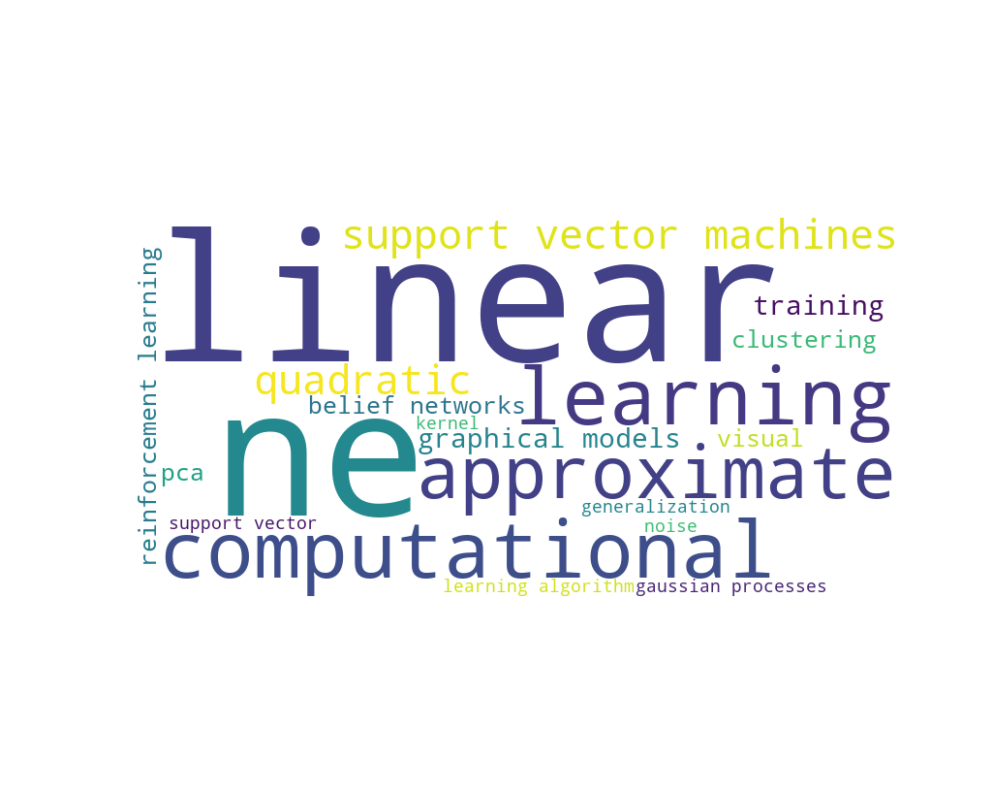 support vector machines
linear
reinforcement learning
training
clustering
quadratic
learning
belief networks
kernel
ne
graphical models
visual
pca
approximate
generalization
support vector
noise
computational
learning algorithm
gaussian processes